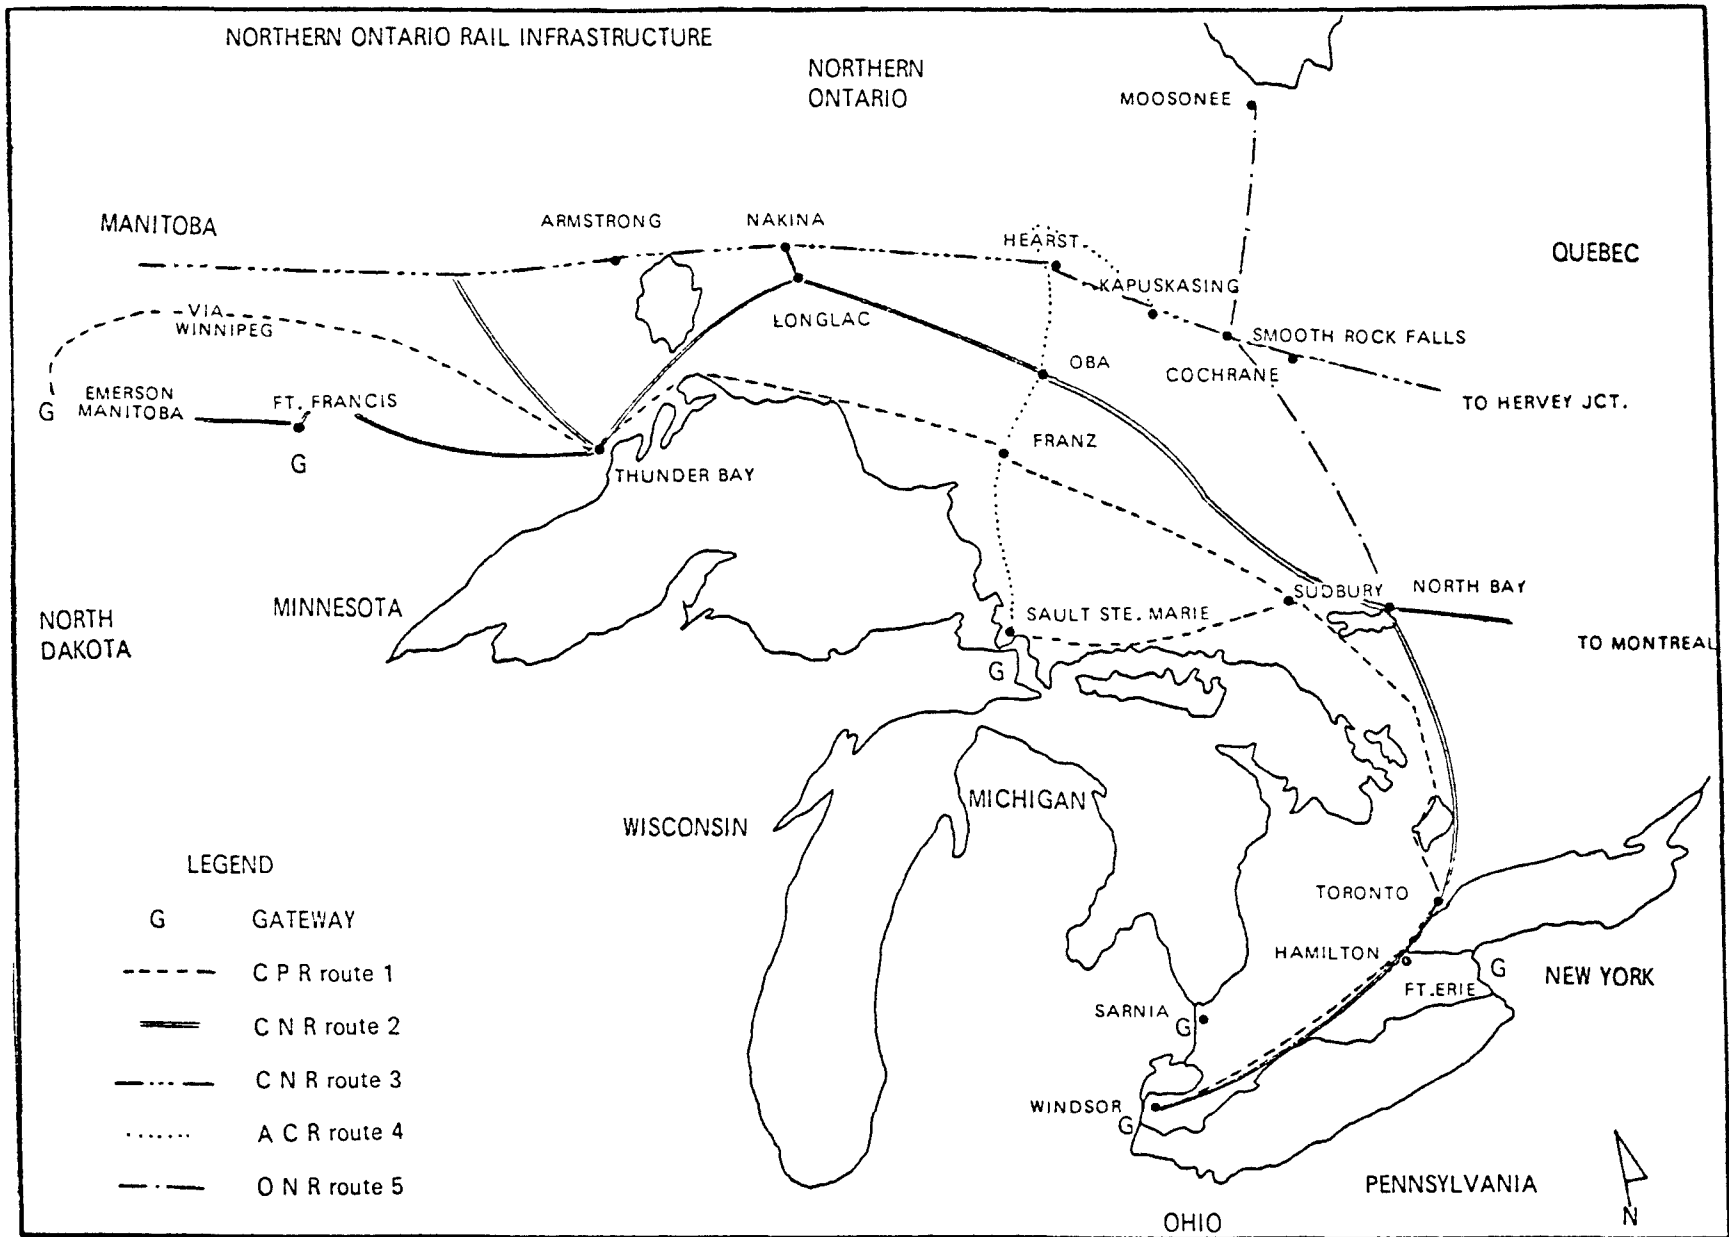 NORTHERN ONTARIO RAIL INFRASTRUCTURE
NORTHERN
ONTARIO
MOOSONEE
MANITOBA
ARMSTRONG
NAKINA
HEARST
QUEBEC
KAPUSKASING
VIA
WINNIPEG
LONGLAC
SMOOTH ROCK FALLS
OBA
COCHRANE
EMERSON
MANITOBA
G
FT. FRANCIS
TO HERVEY JCT.
FRANZ
G
THUNDER BAY
SUDBURY
NORTH BAY
MINNESOTA
SAULT STE. MARIE
NORTH
DAKOTA
TO MONTREAL
G
MICHIGAN
WISCONSIN
TORONTO
HAMILTON
G
NEW YORK
FT. ERIE
SARNIA
G
WINDSOR
G
PENNSYLVANIA
OHIO
N
LEGEND
G GATEWAY
C P R route 1
C N R route 2
C N R route 3
A C R route 4
O N R route 5